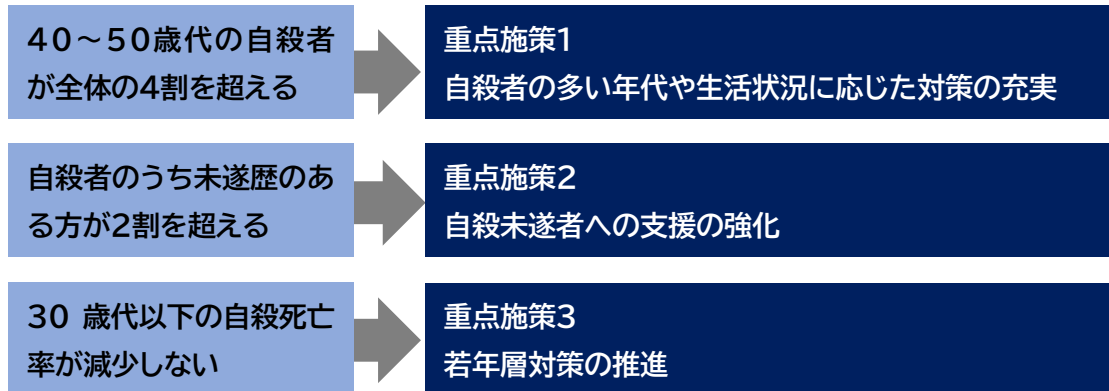 40～50歳代の自殺者
が全体の4割を超える
重点施策1
自殺者の多い年代や生活状況に応じた対策の充実
自殺者のうち未遂歴のあ
る方が2割を超える
重点施策2
自殺未遂者への支援の強化
30 歳代以下の自殺死亡
率が減少しない
重点施策3
若年層対策の推進